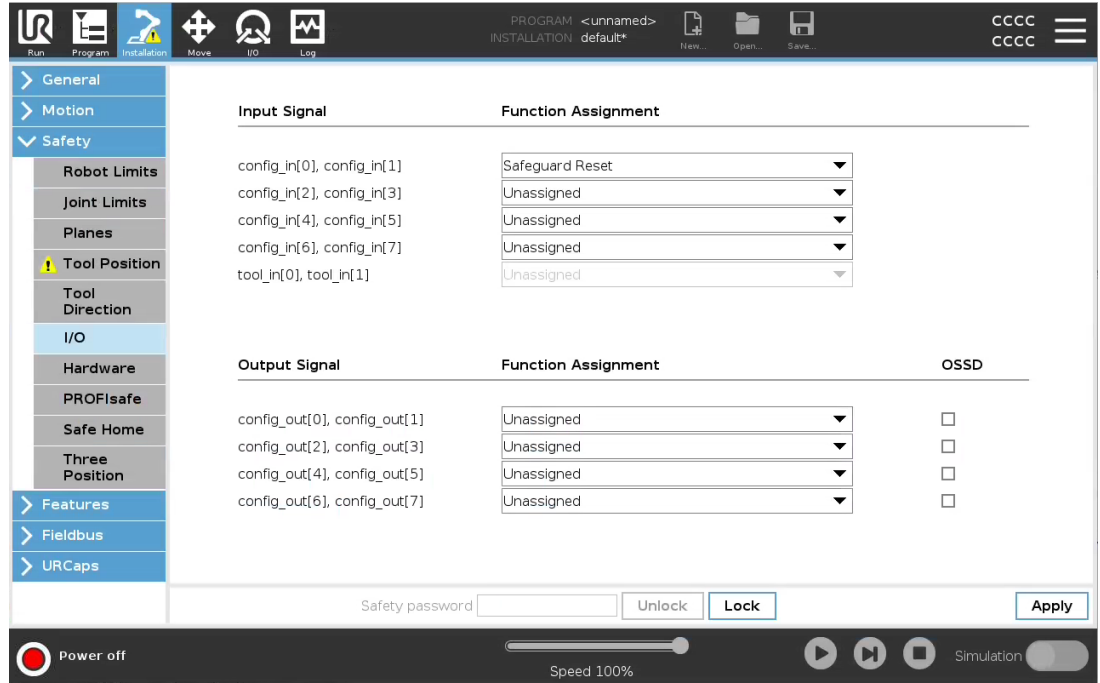 PROGRAM <unnamed>
INSTALLATION default*
CCCC
CCCC
Run Program Installation Move I/O Log New... Open... Save...
General
Motion
Safety
Robot Limits
Joint Limits
Planes
Tool Position
Tool
Direction
I/O
Hardware
PROFIsafe
Safe Home
Three
Position
Features
Fieldbus
URCaps
Input Signal Function Assignment
config_in[0], config_in[1] Safeguard Reset
config_in[2], config_in[3] Unassigned
config_in[4], config_in[5] Unassigned
config_in[6], config_in[7] Unassigned
tool_in[0], tool_in[1] Unassigned
Output Signal Function Assignment OSSD
config_out[0], config_out[1] Unassigned
config_out[2], config_out[3] Unassigned
config_out[4], config_out[5] Unassigned
config_out[6], config_out[7] Unassigned
Safety password Unlock Lock Apply
Power off
Speed 100%
Simulation